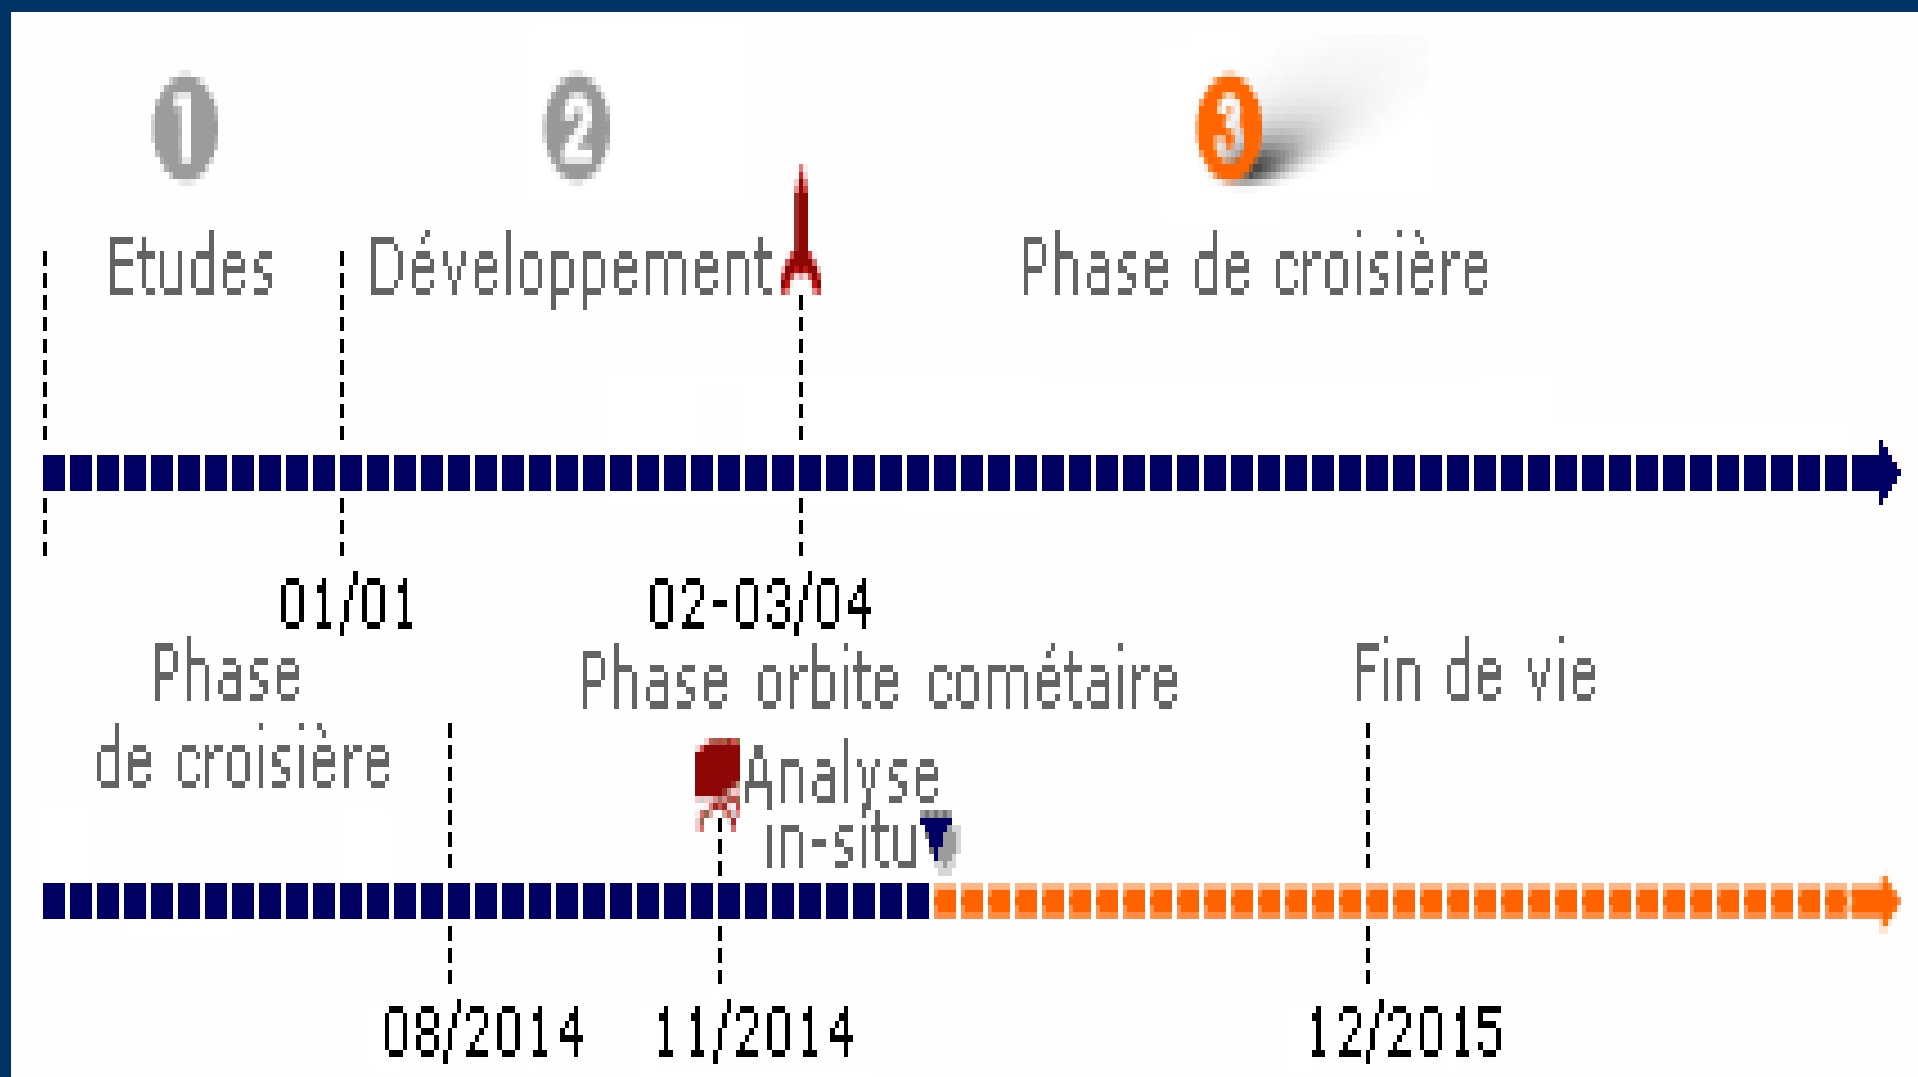 1 2 3
Etudes Développement Phase de croisière
01/01 02-03/04
Phase
de croisière
Phase orbite cométaire
Fin de vie
Analyse
in-situ
08/2014 11/2014 12/2015